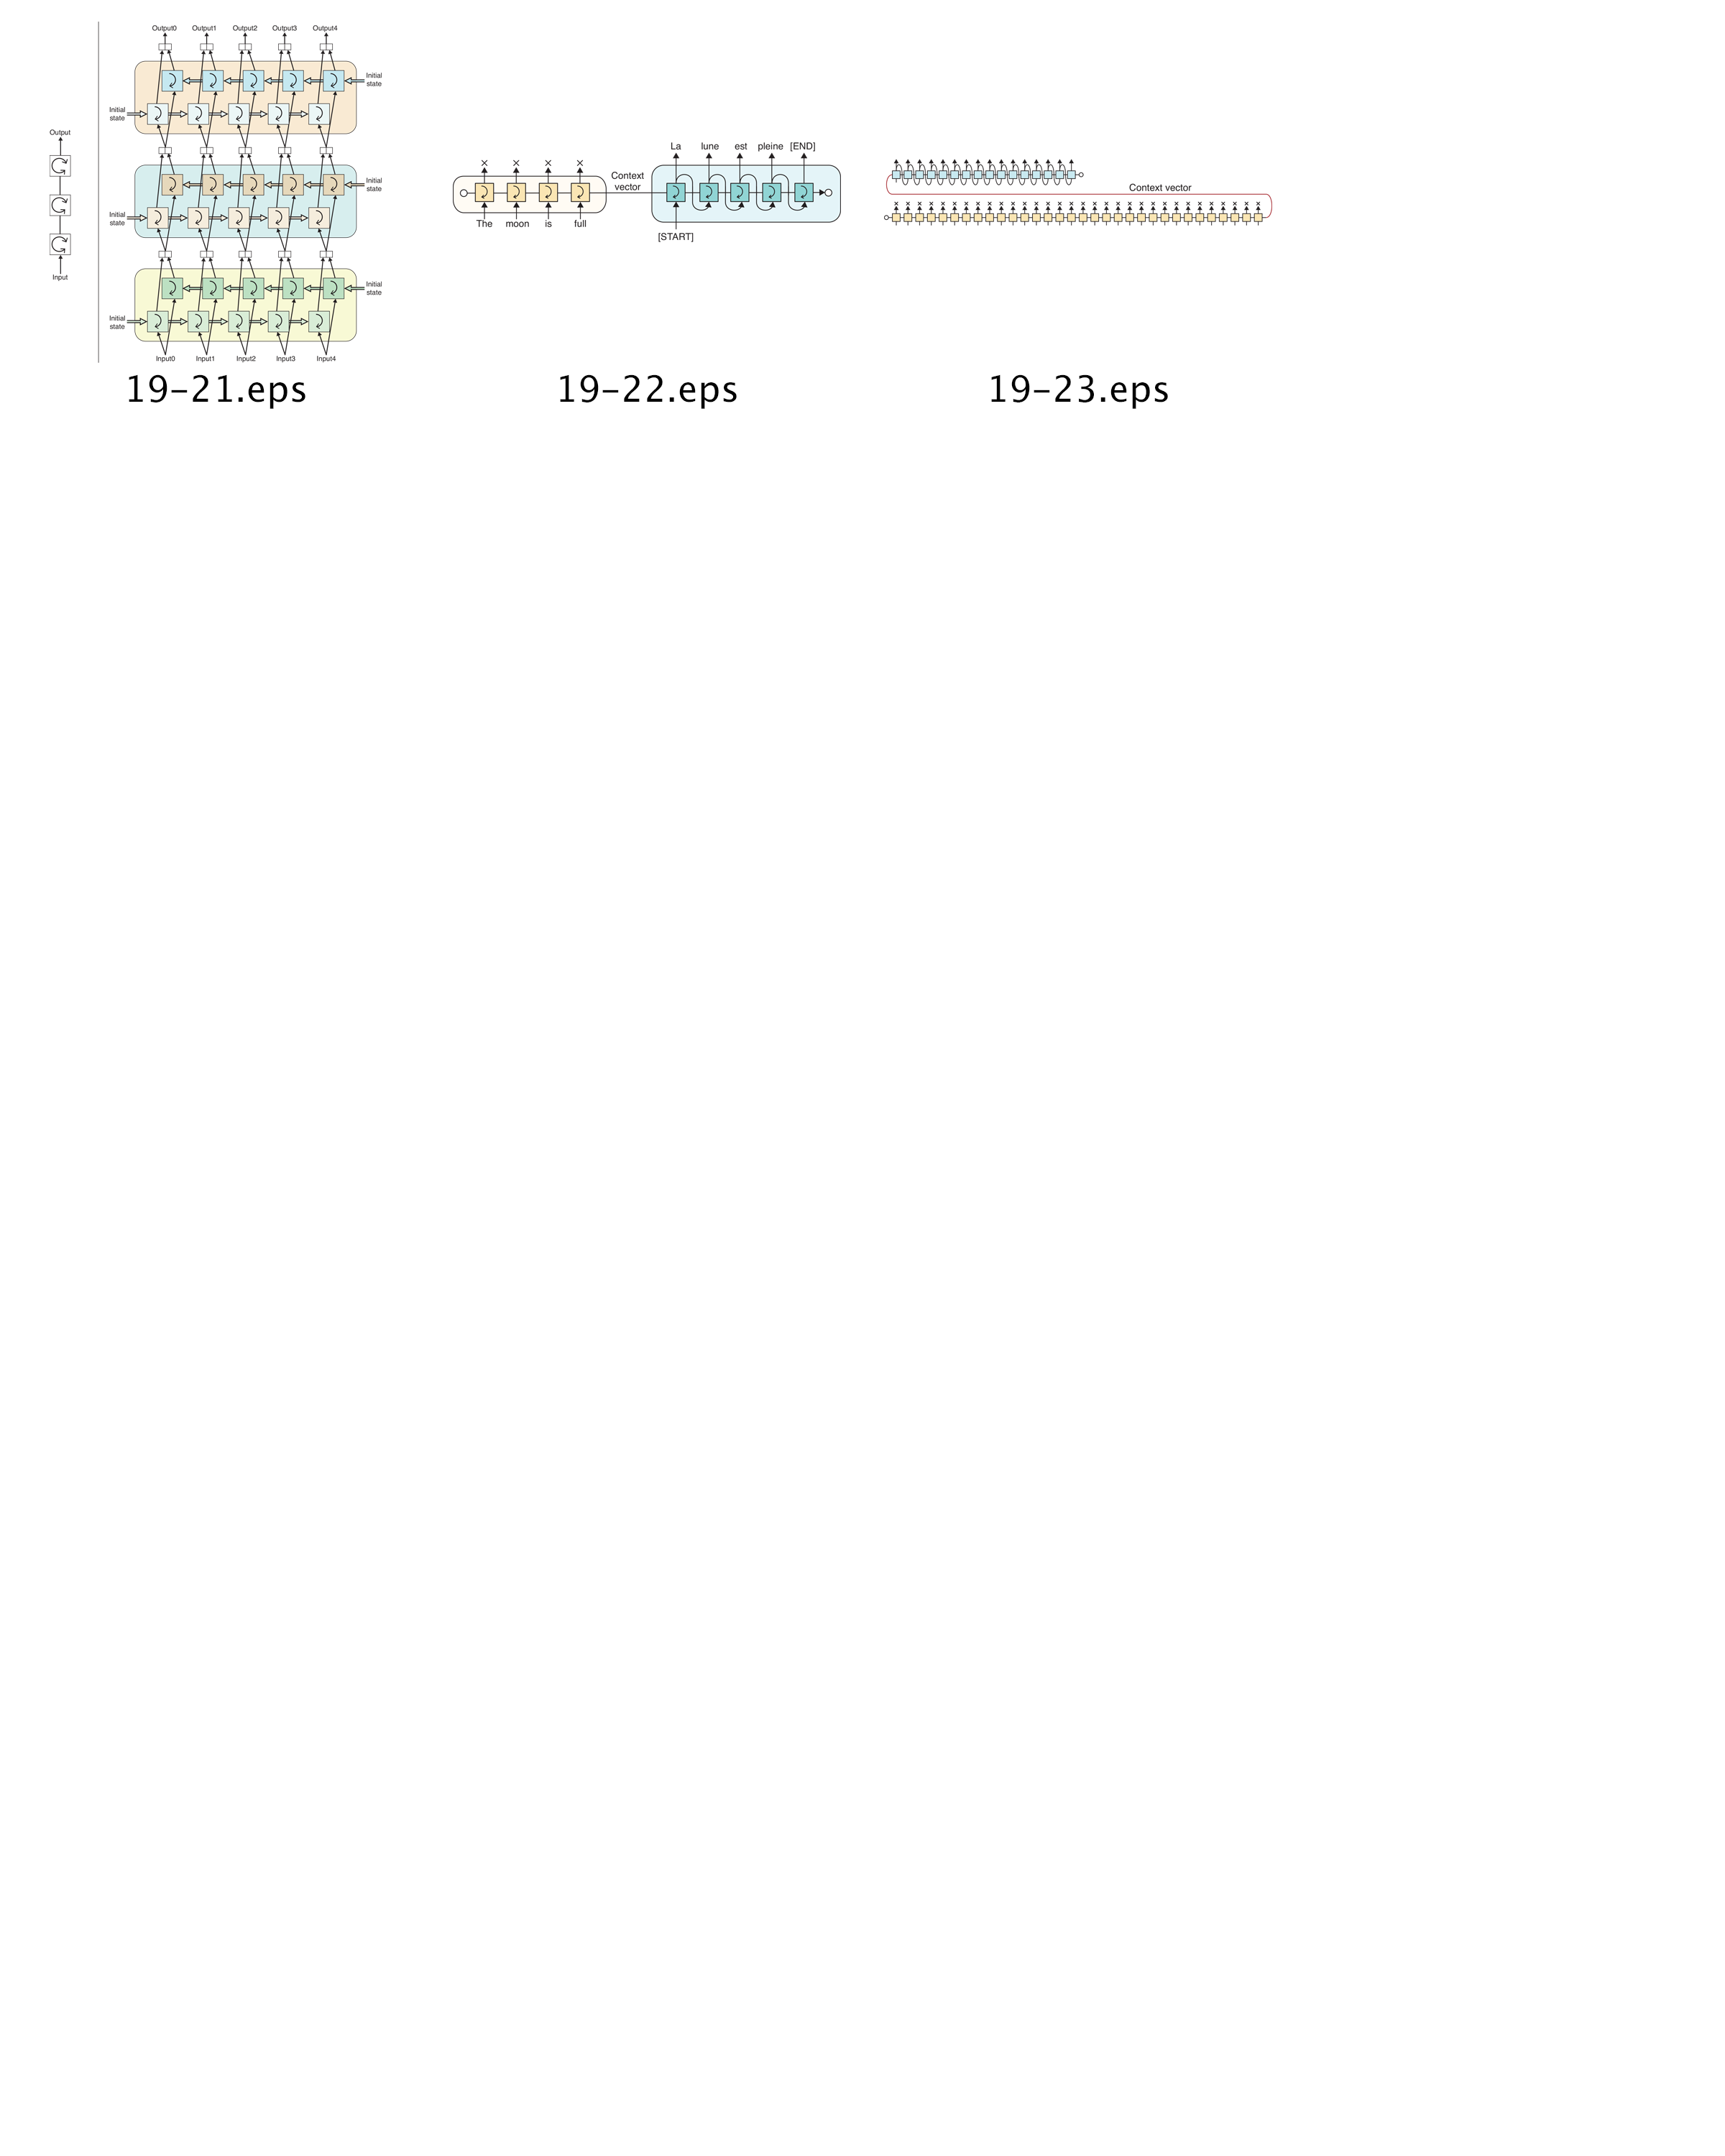 Output0 Output1 Output2 Output3 Output4
Initial
state
Initial
state
Output
Initial
state
Initial
state
Input
Initial
state
Initial
state
Input0 Input1 Input2 Input3 Input4
19-21.eps
La lune est pleine [END]
× × × ×
Context
vector
The moon is full
[START]
19-22.eps
Context vector
× × × × × × × × × × × × × × × × × × × × × × × × × × × × × × × ×
19-23.eps